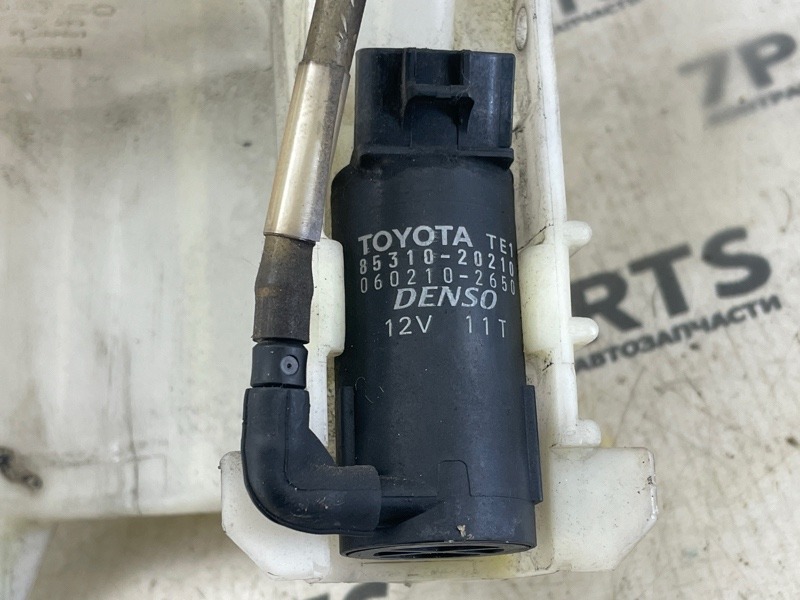 TOYOTA TE1
85310-20210
060210-2650
DENSO
12V 11T
7P
RTS
АВТОЗАПЧАСТИ